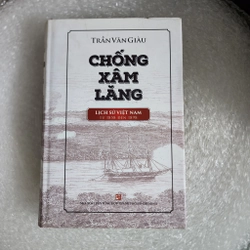 TRẦN VĂN GIÀU
CHỐNG
XÂM
LĂNG
LỊCH SỬ VIỆT NAM